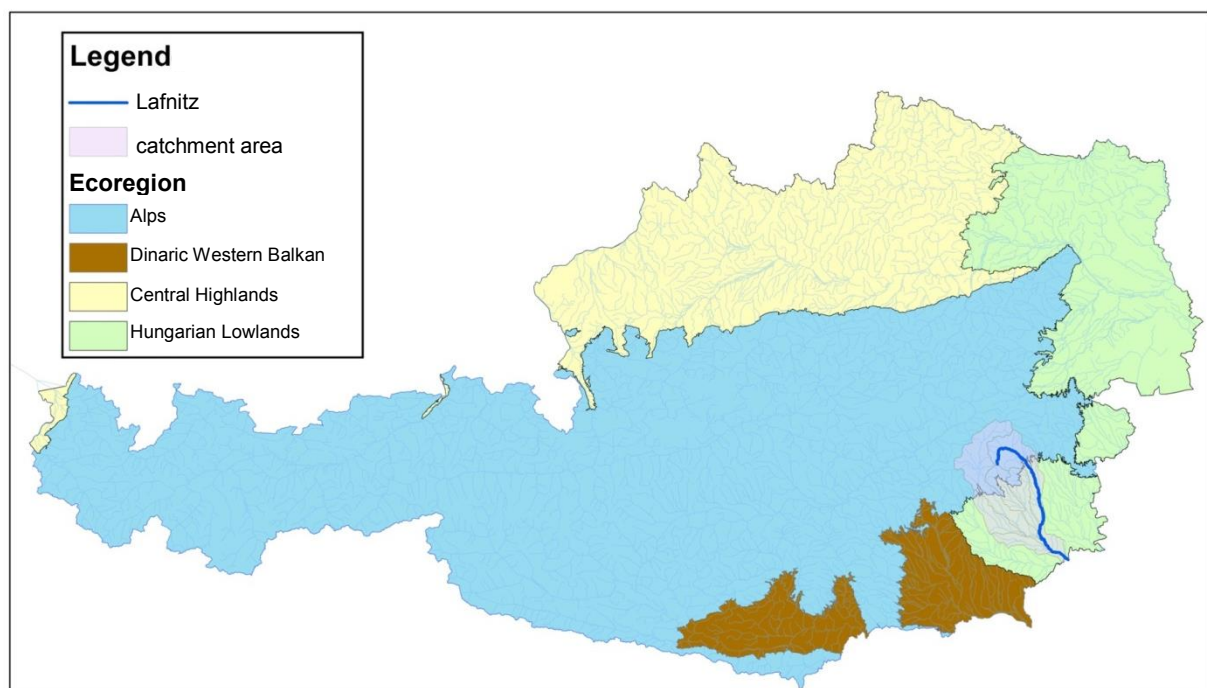 Legend
Lafnitz
catchment area
Ecoregion
Alps
Dinaric Western Balkan
Central Highlands
Hungarian Lowlands